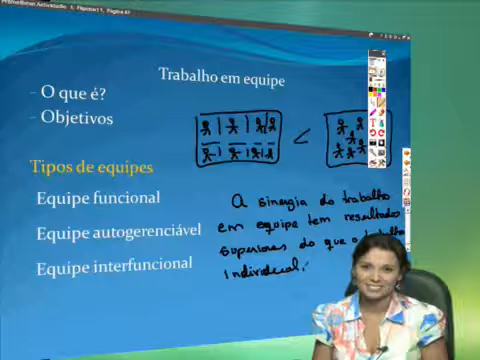 Trabalho em equipe
- O que é?
- Objetivos
<
Tipos de equipes
Equipe funcional
Equipe autogerenciável
Equipe interfuncional
A sinergia do trabalho
em equipe tem resultados
superiores do que o trabalho
individual.